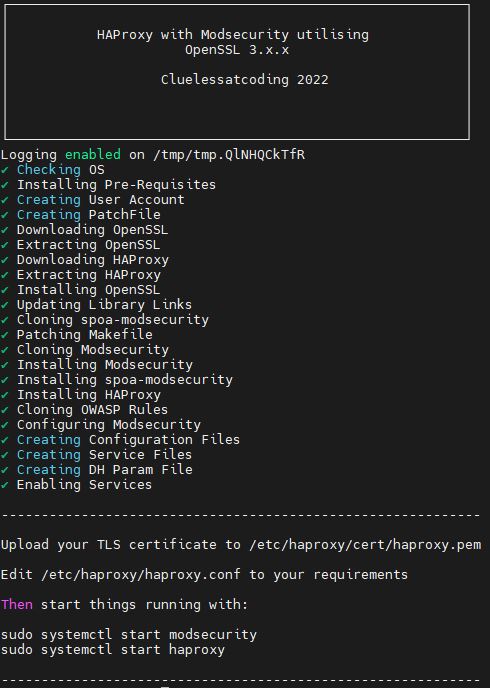 HAProxy with Modsecurity utilising
OpenSSL 3.x.x
Cluelessatcoding 2022
Logging enabled on /tmp/tmp.QlNHQCkTfR
✔ Checking OS
✔ Installing Pre-Requisites
✔ Creating User Account
✔ Creating PatchFile
✔ Downloading OpenSSL
✔ Extracting OpenSSL
✔ Downloading HAProxy
✔ Extracting HAProxy
✔ Installing OpenSSL
✔ Updating Library Links
✔ Cloning spoa-modsecurity
✔ Patching Makefile
✔ Cloning Modsecurity
✔ Installing Modsecurity
✔ Installing spoa-modsecurity
✔ Installing HAProxy
✔ Cloning OWASP Rules
✔ Configuring Modsecurity
✔ Creating Configuration Files
✔ Creating Service Files
✔ Creating DH Param File
✔ Enabling Services
------------------------------------------------------------
Upload your TLS certificate to /etc/haproxy/cert/haproxy.pem
Edit /etc/haproxy/haproxy.conf to your requirements
Then start things running with:
sudo systemctl start modsecurity
sudo systemctl start haproxy
------------------------------------------------------------